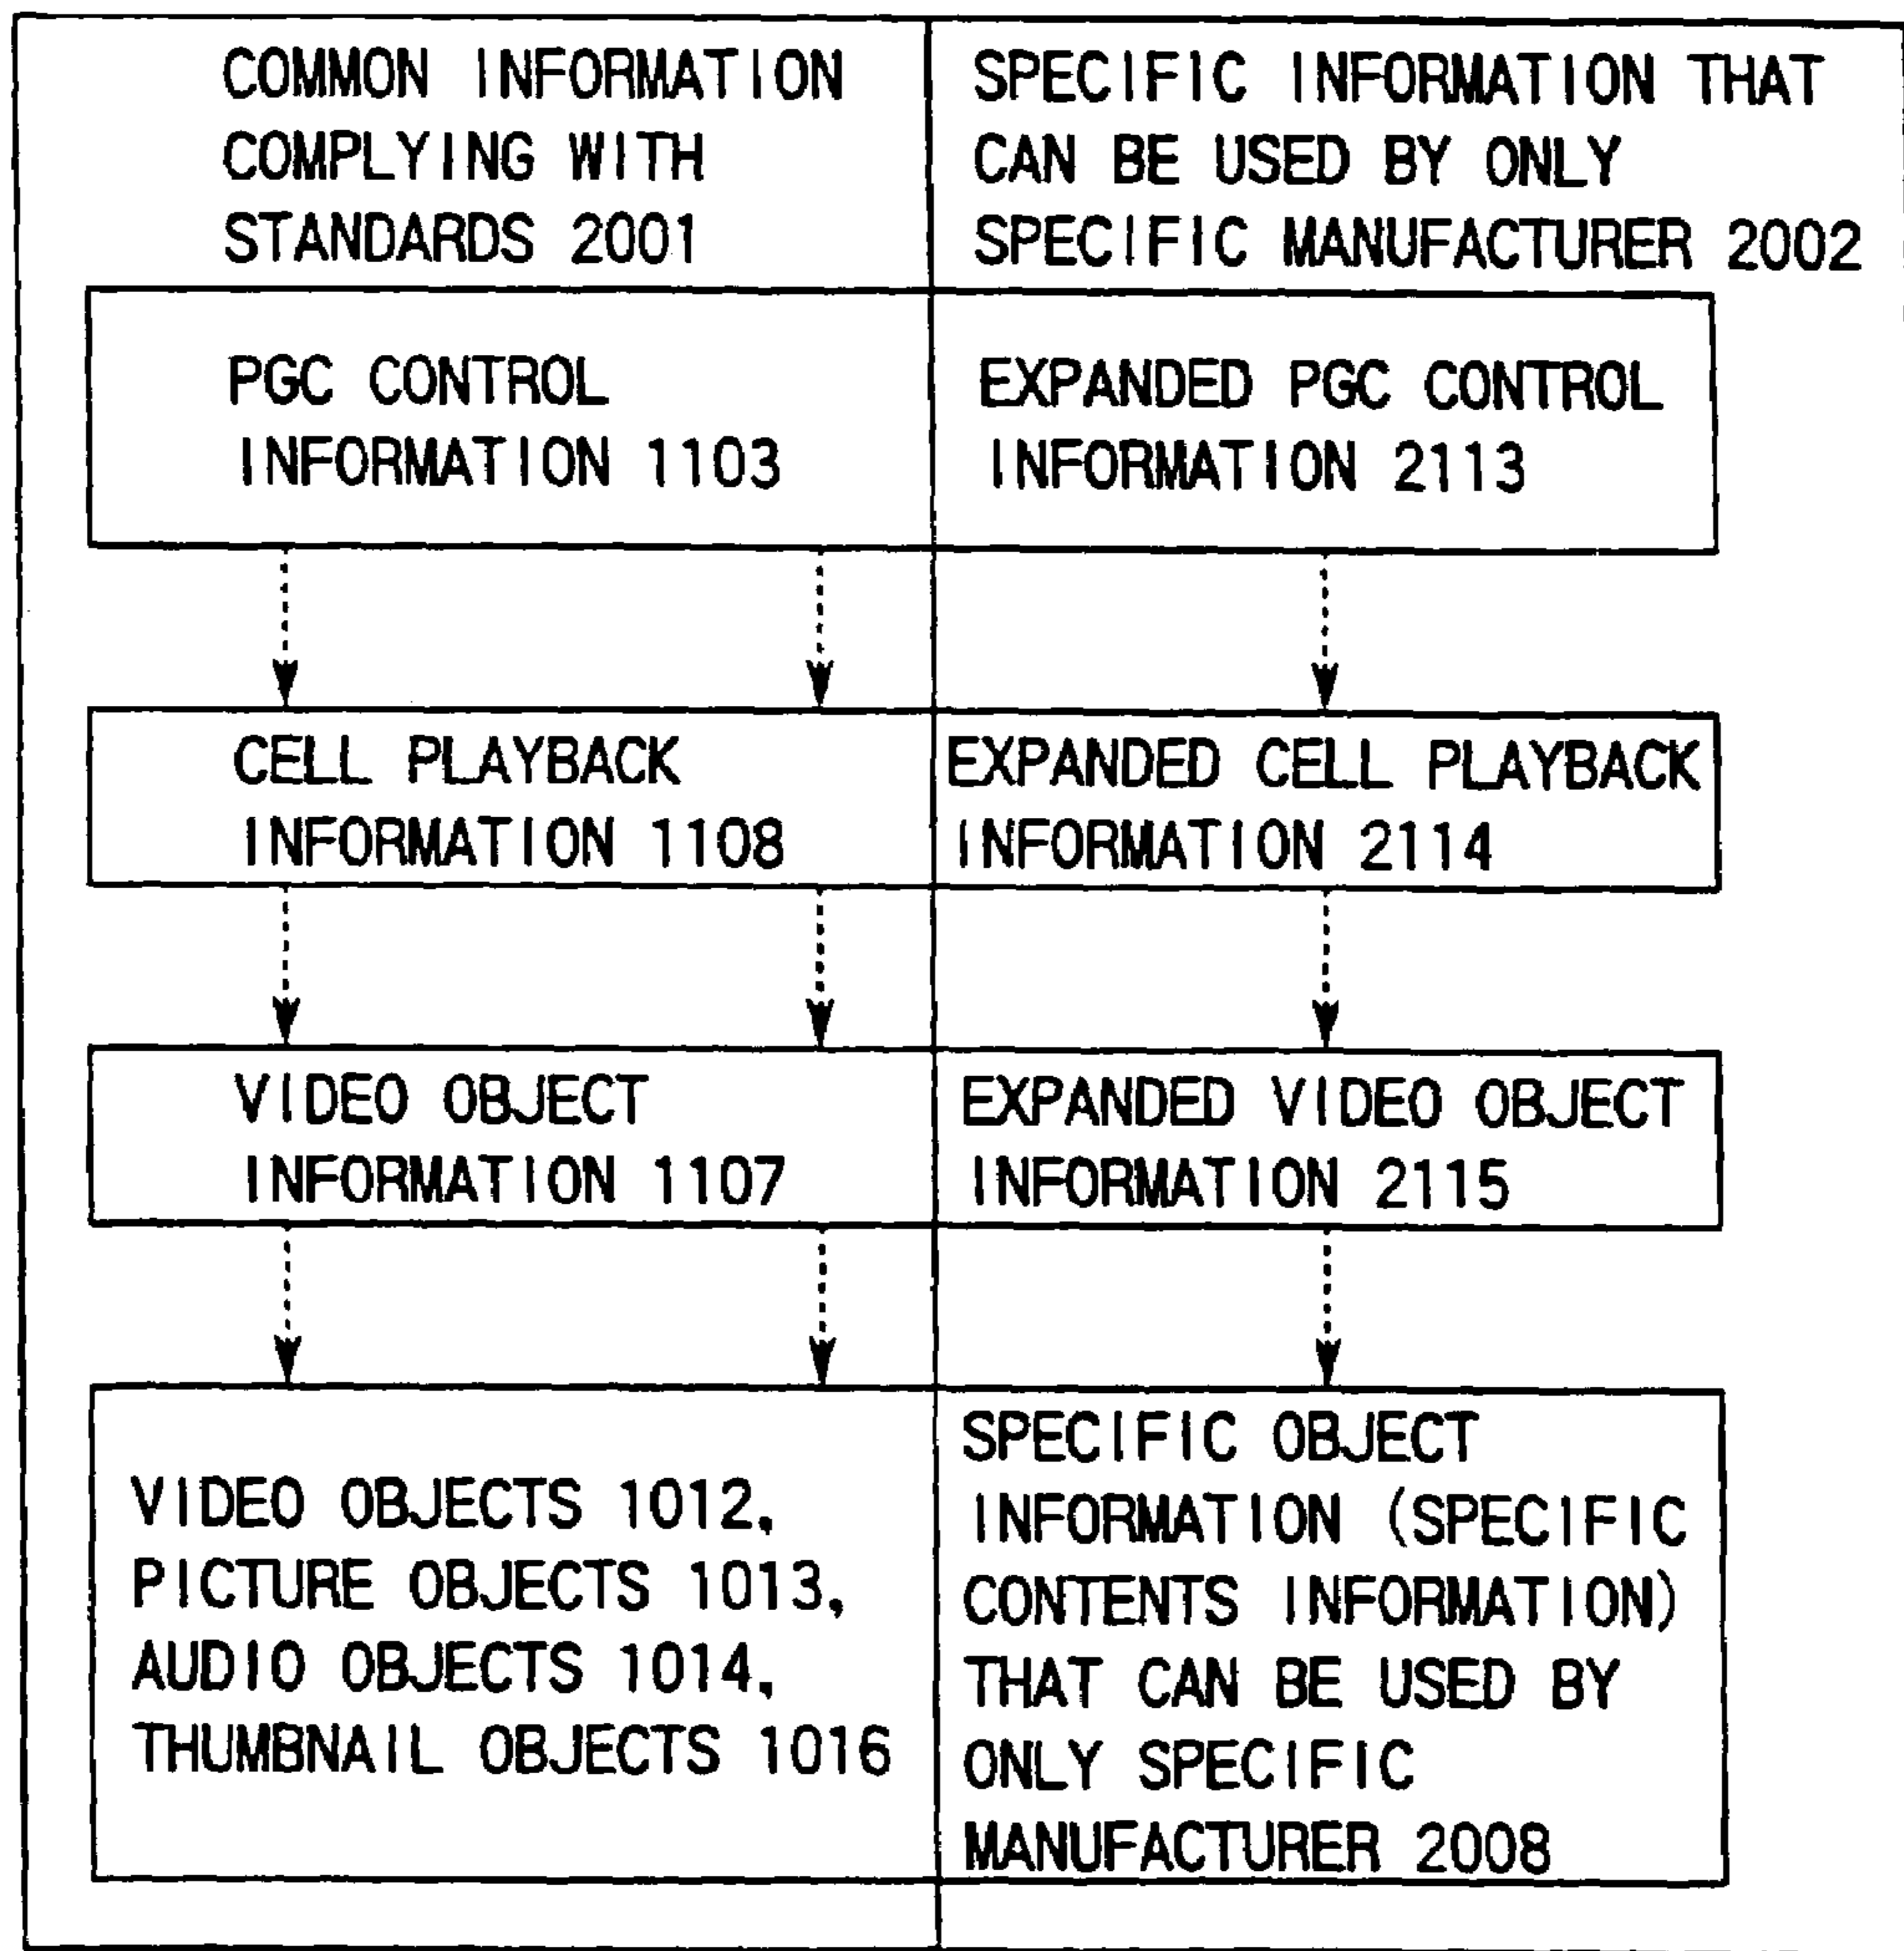 COMMON INFORMATION
COMPLYING WITH
STANDARDS 2001
SPECIFIC INFORMATION THAT
CAN BE USED BY ONLY
SPECIFIC MANUFACTURER 2002
PGC CONTROL
INFORMATION 1103
EXPANDED PGC CONTROL
INFORMATION 2113
CELL PLAYBACK
INFORMATION 1108
EXPANDED CELL PLAYBACK
INFORMATION 2114
VIDEO OBJECT
INFORMATION 1107
EXPANDED VIDEO OBJECT
INFORMATION 2115
VIDEO OBJECTS 1012,
PICTURE OBJECTS 1013,
AUDIO OBJECTS 1014,
THUMBNAIL OBJECTS 1016
SPECIFIC OBJECT
INFORMATION (SPECIFIC
CONTENTS INFORMATION)
THAT CAN BE USED BY
ONLY SPECIFIC
MANUFACTURER 2008